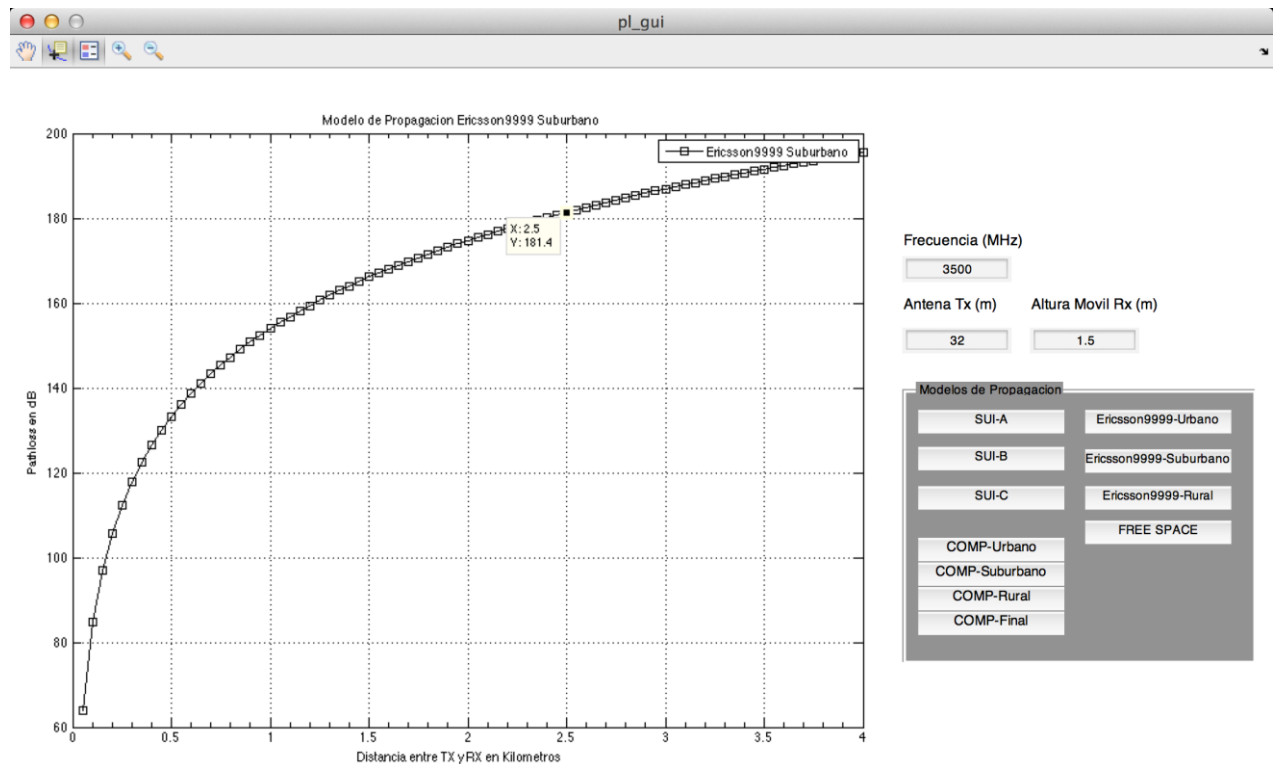 pl_gui
Modelo de Propagacion Ericsson9999 Suburbano
200
180
160
140
120
100
80
60
Pathloss en dB
Ericsson9999 Suburbano
X: 2.5
Y: 181.4
0 0.5 1 1.5 2 2.5 3 3.5 4
Distancia entre TX y RX en Kilometros
Frecuencia (MHz)
3500
Antena Tx (m) Altura Movil Rx (m)
32 1.5
Modelos de Propagacion
SUI-A Ericsson9999-Urbano
SUI-B Ericsson9999-Suburbano
SUI-C Ericsson9999-Rural
FREE SPACE
COMP-Urbano
COMP-Suburbano
COMP-Rural
COMP-Final